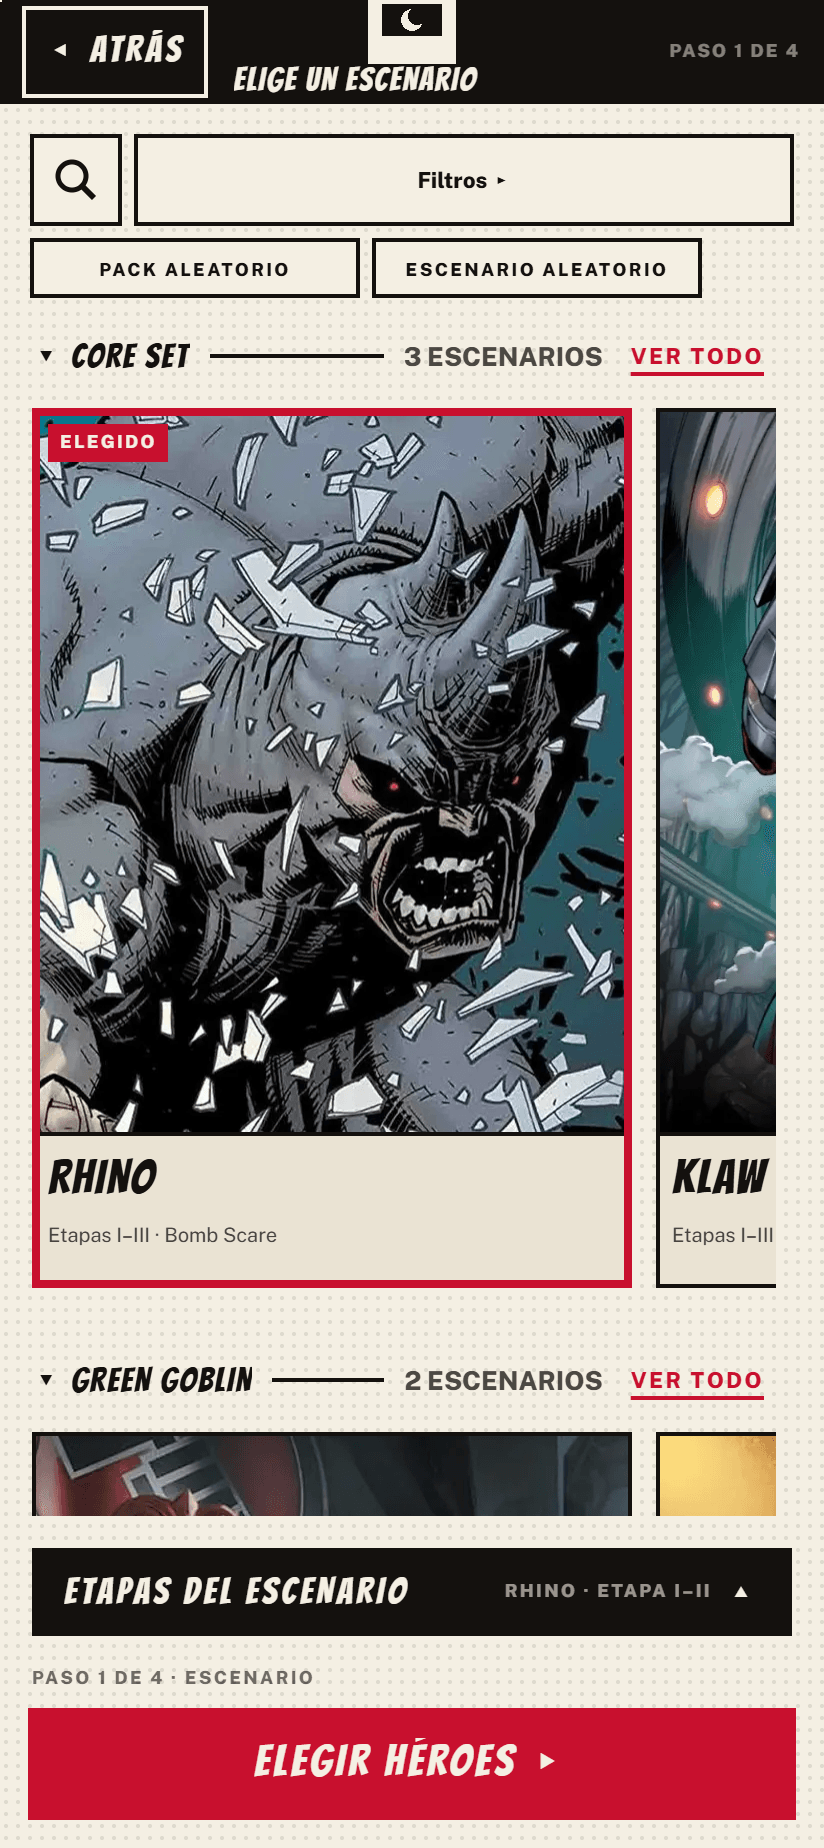 ◄ ATRÁS
ELIGE UN ESCENARIO
PASO 1 DE 4
Filtros ►
PACK ALEATORIO
ESCENARIO ALEATORIO
▼ CORE SET 3 ESCENARIOS VER TODO
ELEGIDO
RHINO
Etapas I–III · Bomb Scare
KLAW
Etapas I–III
▼ GREEN GOBLIN 2 ESCENARIOS VER TODO
ETAPAS DEL ESCENARIO RHINO · ETAPA I–II ▲
PASO 1 DE 4 · ESCENARIO
ELEGIR HÉROES ►